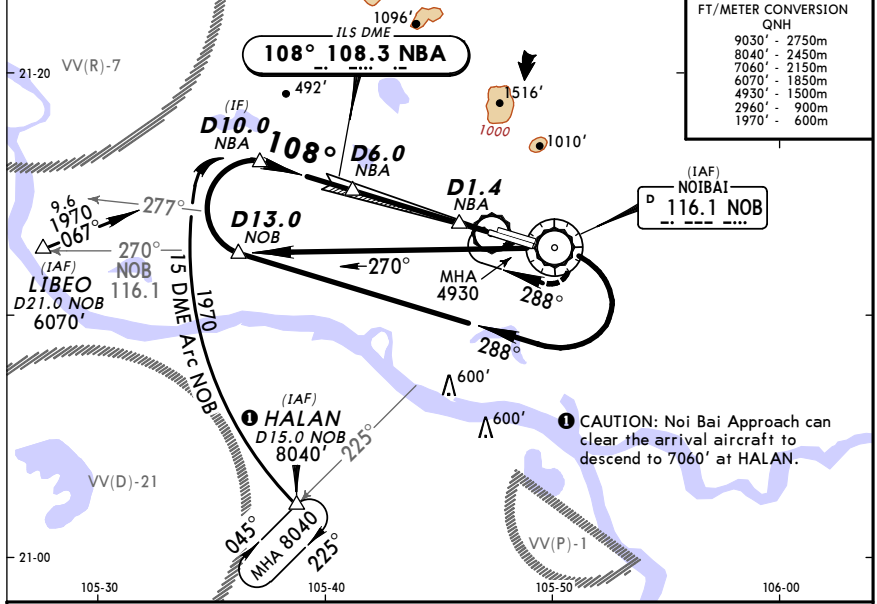 1096'
FT/METER CONVERSION
QNH
9030' - 2750m
8040' - 2450m
7060' - 2150m
6070' - 1850m
4930' - 1500m
2960' - 900m
1970' - 600m
ILS DME
108° 108.3 NBA
21-20
VV(R)-7
492'
1516'
1000
1010'
(IF)
D10.0
NBA
108°
D6.0
NBA
D1.4
NBA
(IAF)
NOIBAI
D 116.1 NOB
9.6
1970
067°
277°
D13.0
NOB
270°
NOB
116.1
270°
MHA
4930
288°
(IAF)
LIBEO
D21.0 NOB
6070'
1970
15 DME Arc NOB
288°
600'
600'
(IAF)
1 HALAN
D15.0 NOB
8040'
225°
1 CAUTION: Noi Bai Approach can
clear the arrival aircraft to
descend to 7060' at HALAN.
VV(D)-21
045°
MHA 8040
225°
VV(P)-1
21-00
105-30
105-40
105-50
106-00